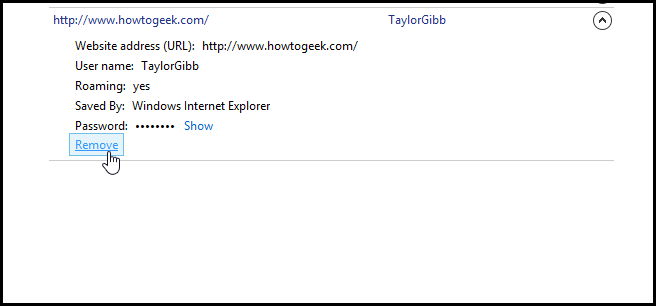 http://www.howtogeek.com/ TaylorGibb
Website address (URL): http://www.howtogeek.com/
User name: TaylorGibb
Roaming: yes
Saved By: Windows Internet Explorer
Password: •••••••• Show
Remove